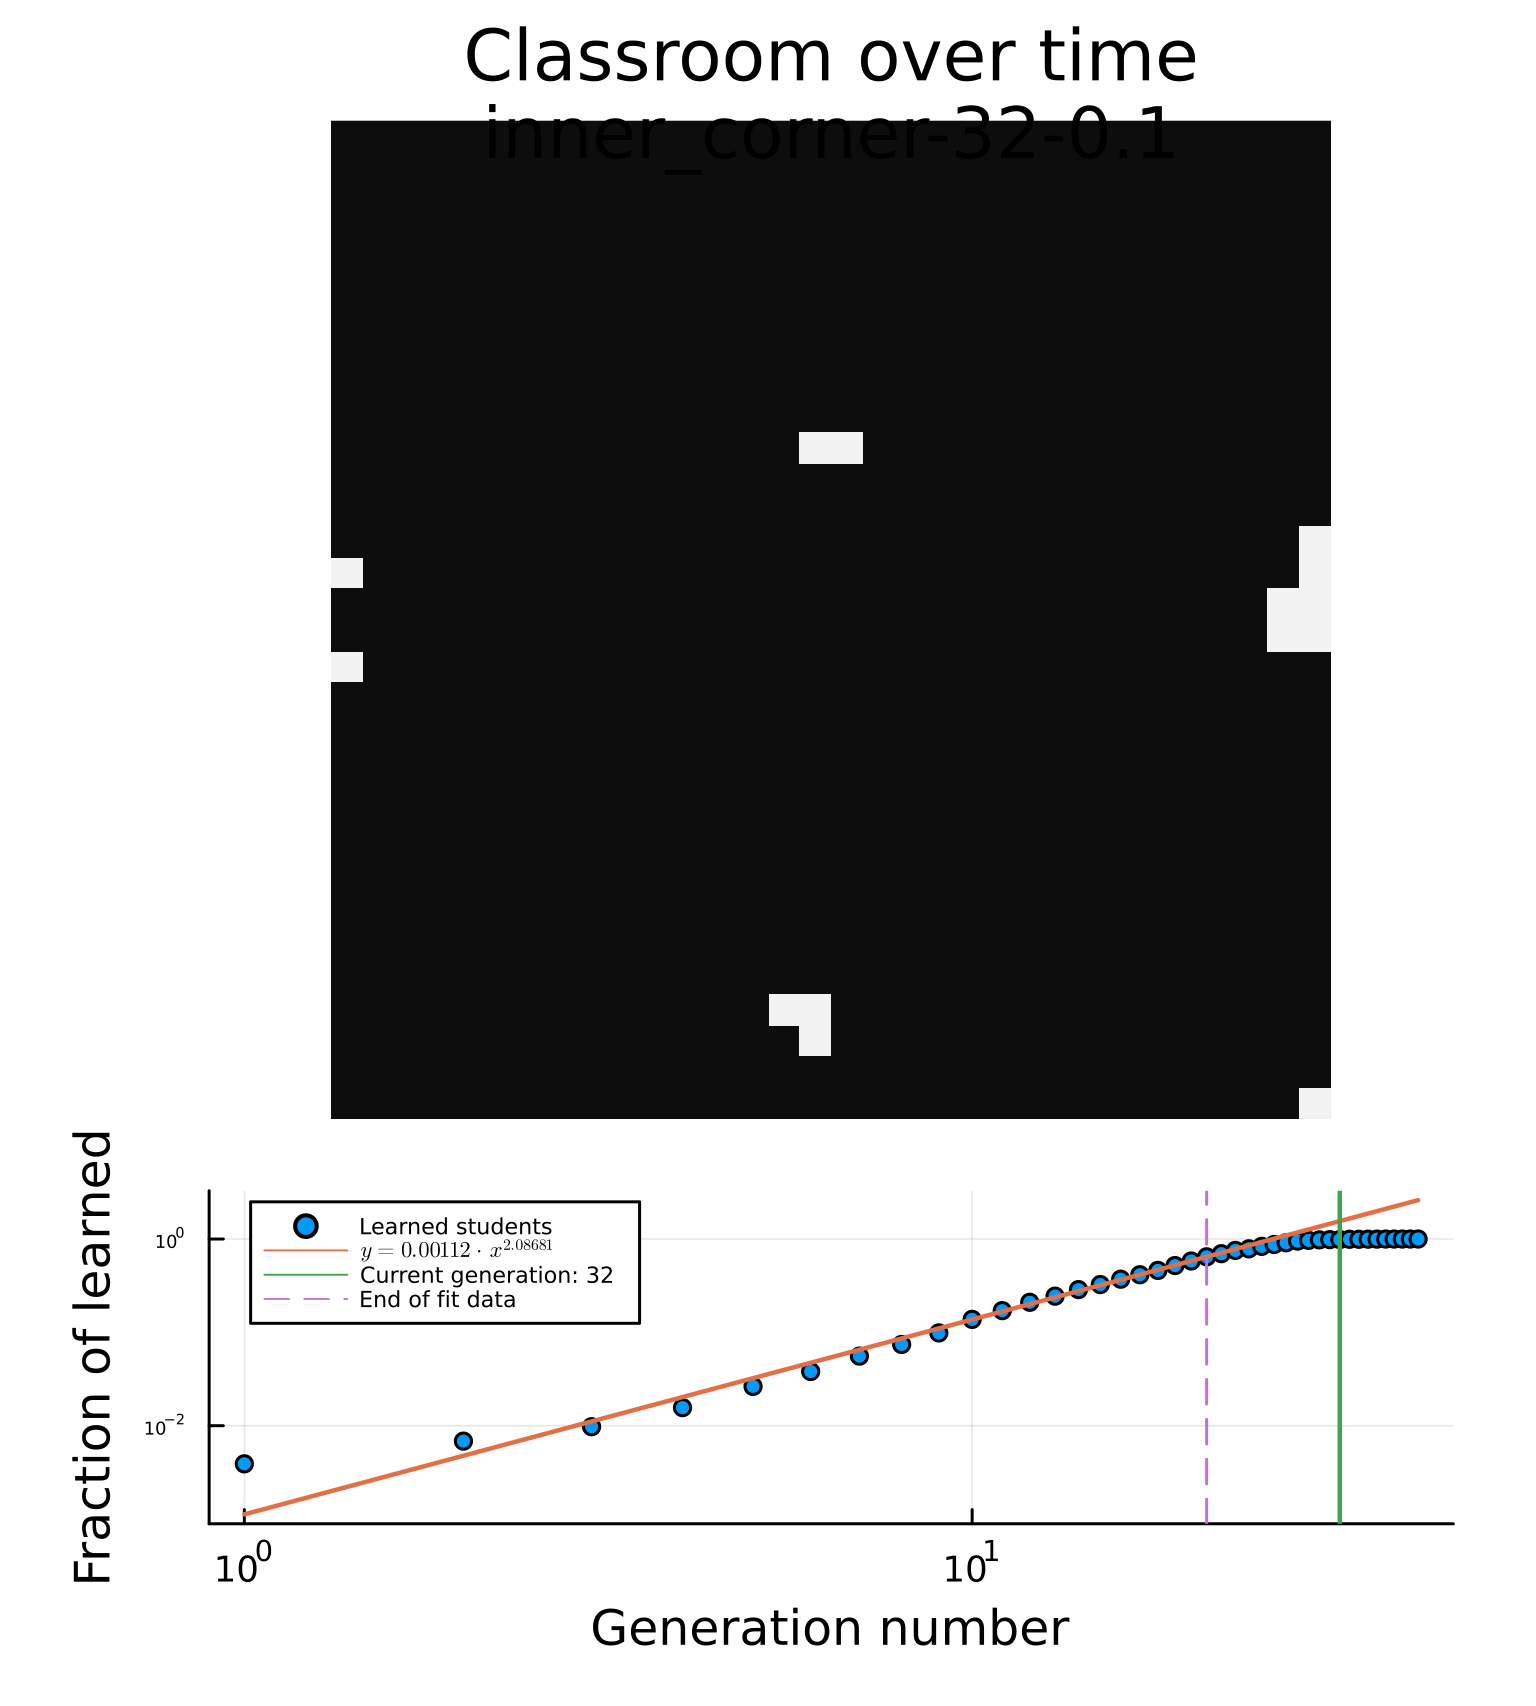 Classroom over time
inner_corner-32-0.1
Fraction of learned
10⁰
10⁻²
Learned students
y = 0.00112 · x^2.08681
Current generation: 32
End of fit data
10⁰
10¹
Generation number